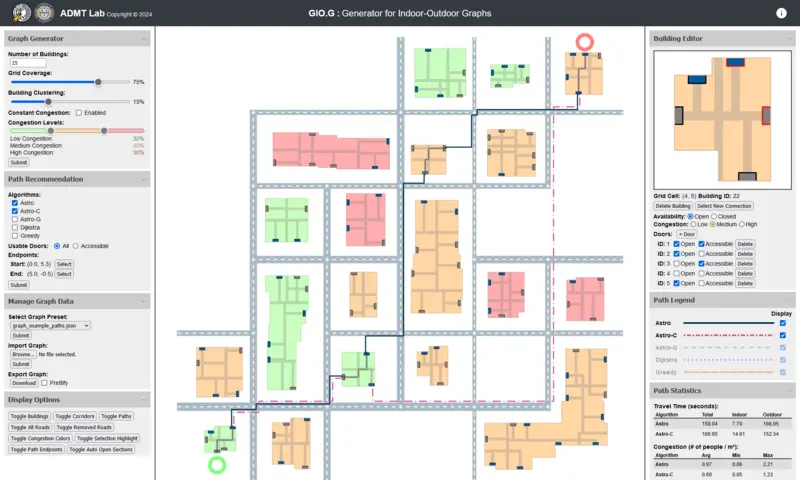 ADMT Lab Copyright © 2024
GIO.G : Generator for Indoor-Outdoor Graphs
Graph Generator
Number of Buildings:
25
Grid Coverage:
75%
Building Clustering:
15%
Constant Congestion: Enabled
Congestion Levels:
Low Congestion: 30%
Medium Congestion: 40%
High Congestion: 30%
Submit
Path Recommendation
Algorithms:
Astro
Astro-C
Astro-G
Dijkstra
Greedy
Usable Doors: All Accessible
Endpoints:
Start: (0.0, 5.3) Select
End: (5.0, -0.5) Select
Submit
Manage Graph Data
Select Graph Preset:
graph_example_paths.json
Submit
Import Graph:
Browse... No file selected.
Submit
Export Graph:
Download Prettify
Display Options
Toggle Buildings Toggle Corridors Toggle Paths
Toggle All Roads Toggle Removed Roads
Toggle Congestion Colors Toggle Selection Highlight
Toggle Path Endpoints Toggle Auto Open Sections
Building Editor
Grid Cell: (4, 5) Building ID: 22
Delete Building Select New Connection
Availability: Open Closed
Congestion: Low Medium High
Doors: + Door
ID: 1 Open Accessible Delete
ID: 2 Open Accessible Delete
ID: 3 Open Accessible Delete
ID: 4 Open Accessible Delete
ID: 5 Open Accessible Delete
Path Legend
Display
Astro
Astro-C
Astro-G
Dijkstra
Greedy
Path Statistics
Travel Time (seconds):
Algorithm Total Indoor Outdoor
Astro 7.79
Astro-C 166.95 14.61 152.34
Congestion (# of people / m²):
Algorithm Avg Min Max
Astro 0.97 0.06 2.21
Astro-C 0.60 0.05 1.23